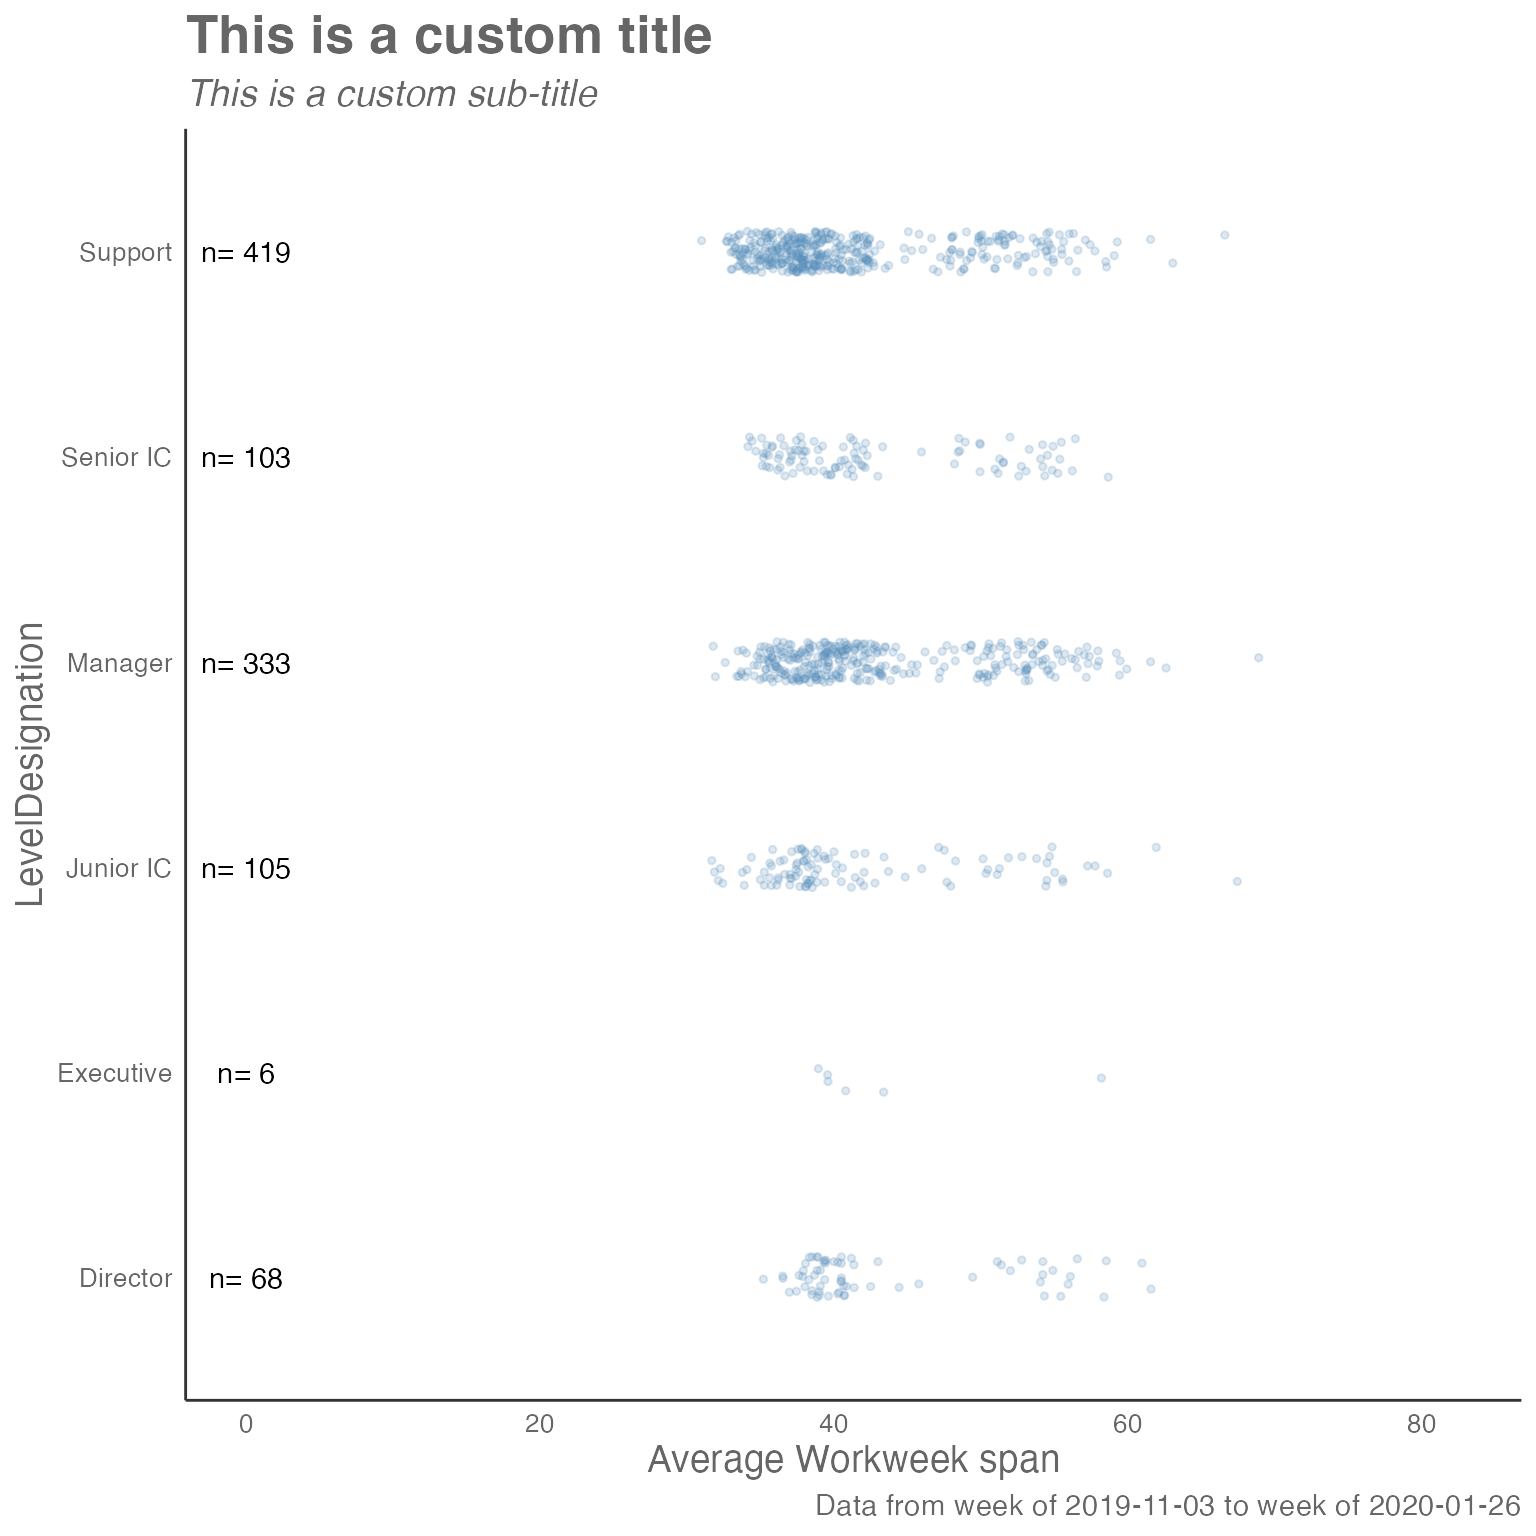 This is a custom title
This is a custom sub-title
LevelDesignation
Support n= 419
Senior IC n= 103
Manager n= 333
Junior IC n= 105
Executive n= 6
Director n= 68
0 20 40 60 80
Average Workweek span
Data from week of 2019-11-03 to week of 2020-01-26